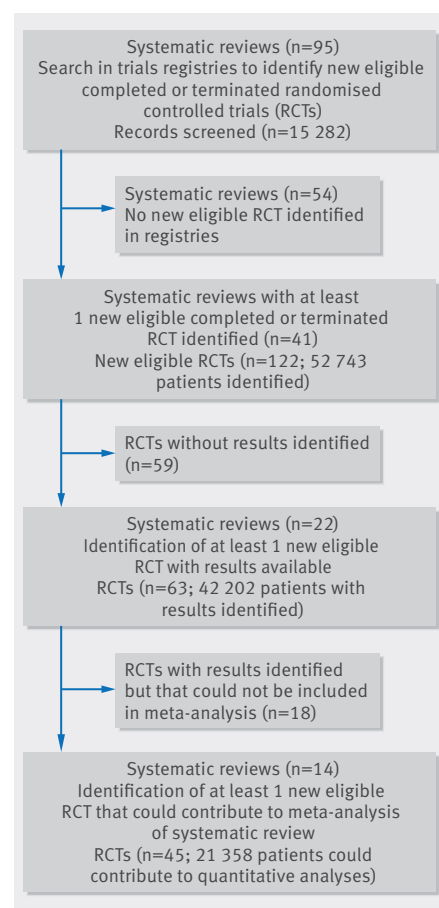 Systematic reviews (n=95)
Search in trials registries to identify new eligible
completed or terminated randomised
controlled trials (RCTs)
Records screened (n=15 282)
Systematic reviews (n=54)
No new eligible RCT identified
in registries
Systematic reviews with at least
1 new eligible completed or terminated
RCT identified (n=41)
New eligible RCTs (n=122; 52 743
patients identified)
RCTs without results identified
(n=59)
Systematic reviews (n=22)
Identification of at least 1 new eligible
RCT with results available
RCTs (n=63; 42 202 patients with
results identified)
RCTs with results identified
but that could not be included
in meta-analysis (n=18)
Systematic reviews (n=14)
Identification of at least 1 new eligible
RCT that could contribute to meta-analysis
of systematic review
RCTs (n=45; 21 358 patients could
contribute to quantitative analyses)